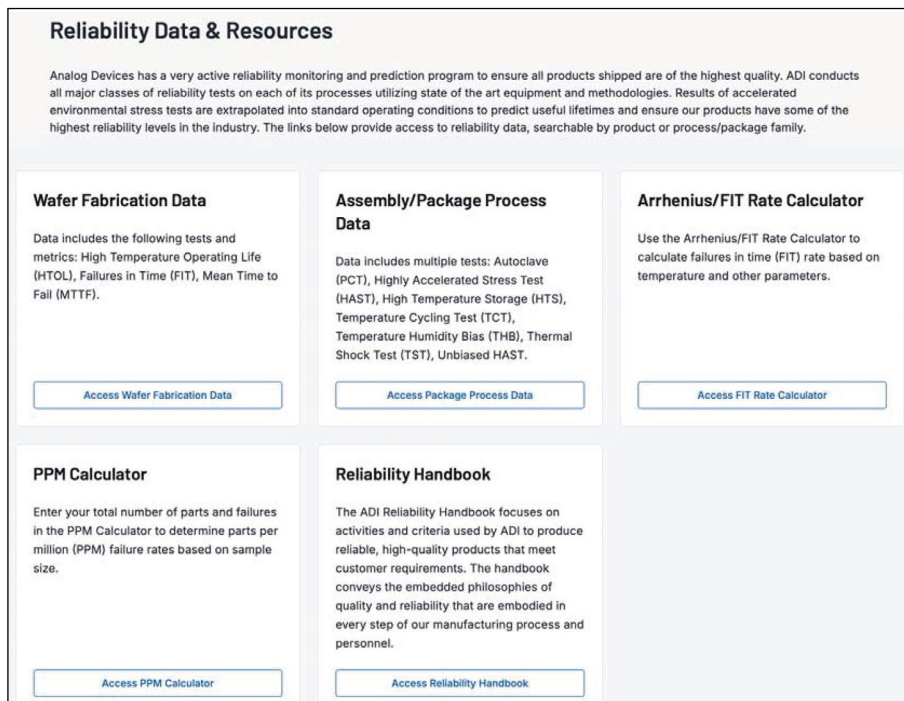 Reliability Data & Resources
Analog Devices has a very active reliability monitoring and prediction program to ensure all products shipped are of the highest quality. ADI conducts
all major classes of reliability tests on each of its processes utilizing state of the art equipment and methodologies. Results of accelerated
environmental stress tests are extrapolated into standard operating conditions to predict useful lifetimes and ensure our products have some of the
highest reliability levels in the industry. The links below provide access to reliability data, searchable by product or process/package family.
Wafer Fabrication Data
Data includes the following tests and
metrics: High Temperature Operating Life
(HTOL), Failures in Time (FIT), Mean Time to
Fail (MTTF).
Access Wafer Fabrication Data
Assembly/Package Process
Data
Data includes multiple tests: Autoclave
(PCT), Highly Accelerated Stress Test
(HAST), High Temperature Storage (HTS),
Temperature Cycling Test (TCT),
Temperature Humidity Bias (THB), Thermal
Shock Test (TST), Unbiased HAST.
Access Package Process Data
Arrhenius/FIT Rate Calculator
Use the Arrhenius/FIT Rate Calculator to
calculate failures in time (FIT) rate based on
temperature and other parameters.
Access FIT Rate Calculator
PPM Calculator
Enter your total number of parts and failures
in the PPM Calculator to determine parts per
million (PPM) failure rates based on sample
size.
Access PPM Calculator
Reliability Handbook
The ADI Reliability Handbook focuses on
activities and criteria used by ADI to produce
reliable, high-quality products that meet
customer requirements. The handbook
conveys the embedded philosophies of
quality and reliability that are embodied in
every step of our manufacturing process and
personnel.
Access Reliability Handbook